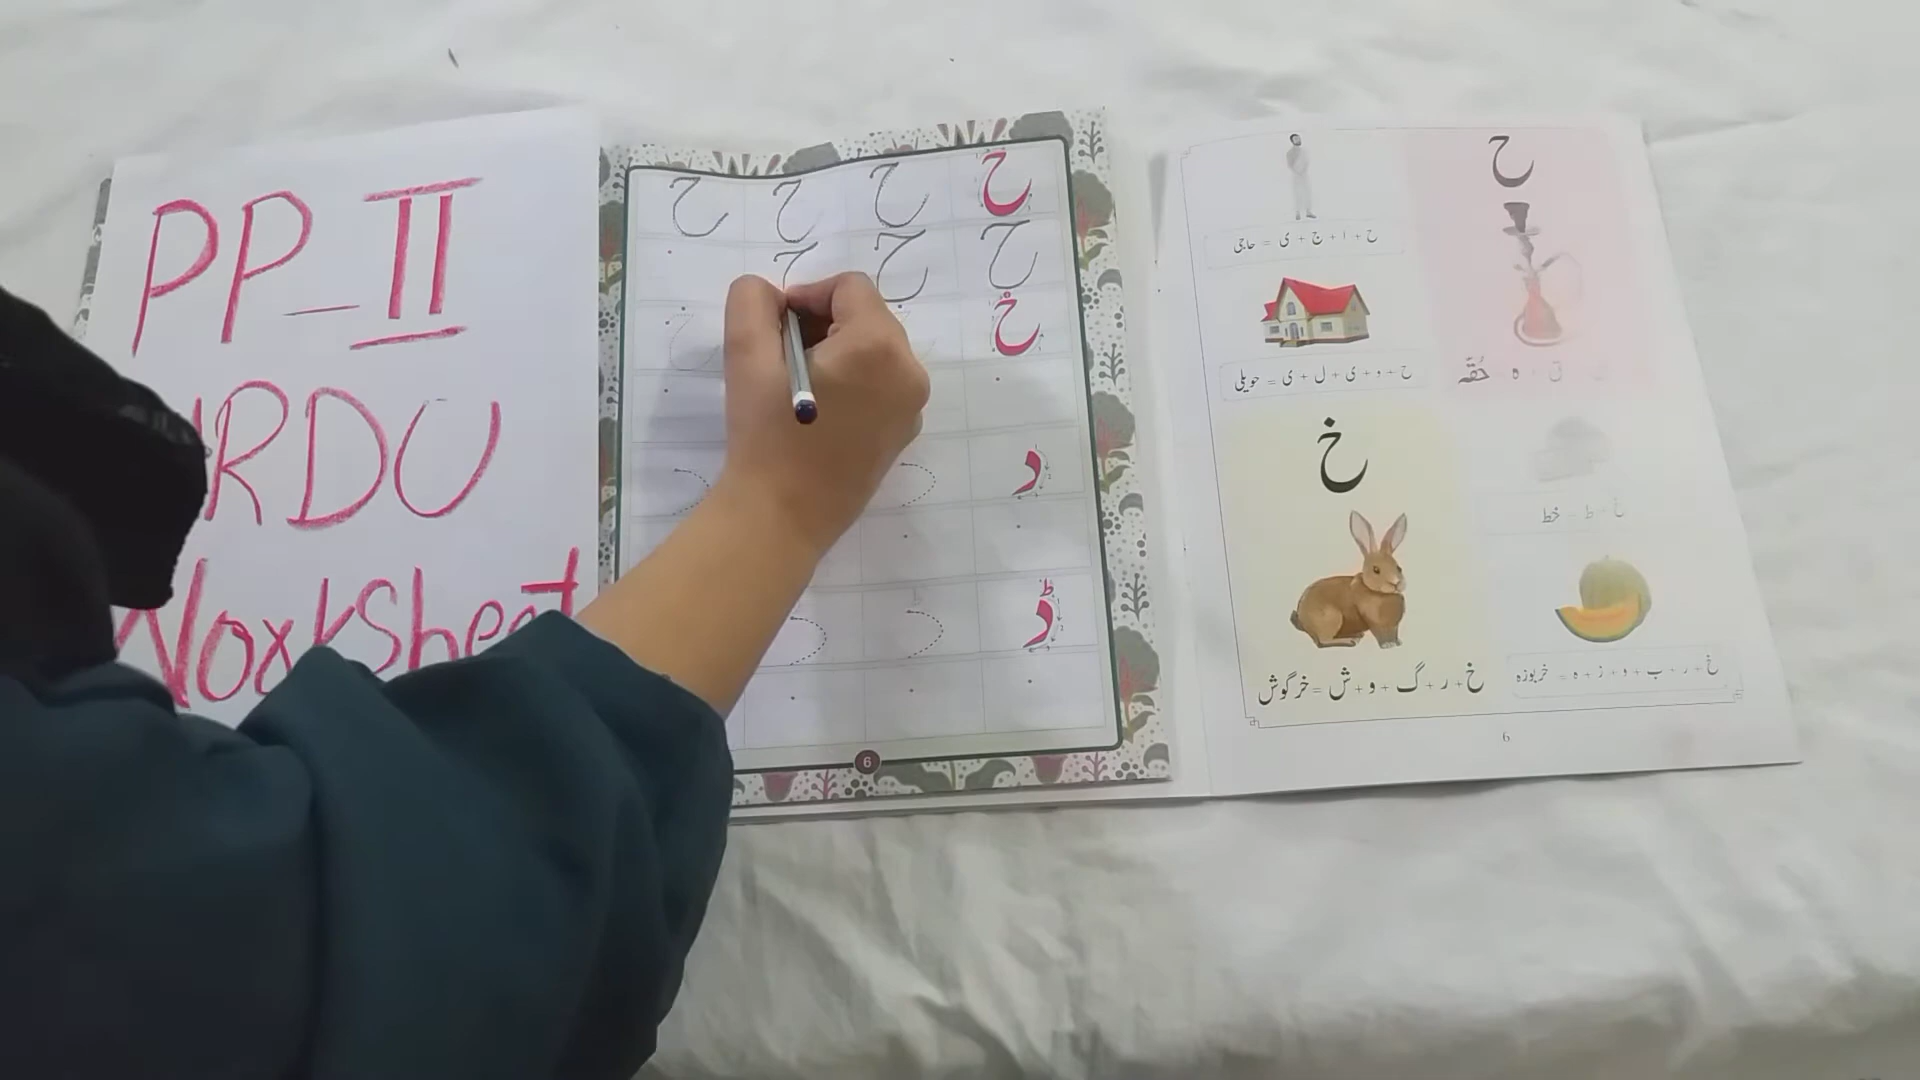 PP_II
URDU
Worksheet
ح ح ح ح
ح ح ح
خ
د
ڈ
6
ح
ح + ا + ج + ی = حاجی
ح + و + ی + ل + ی = حویلی
ق + ہ = حُقّہ
خ
خ + ط = خط
خ + ر + گ + و + ش = خرگوش
خ + ر + ب + و + ز + ہ = خربوزہ
6